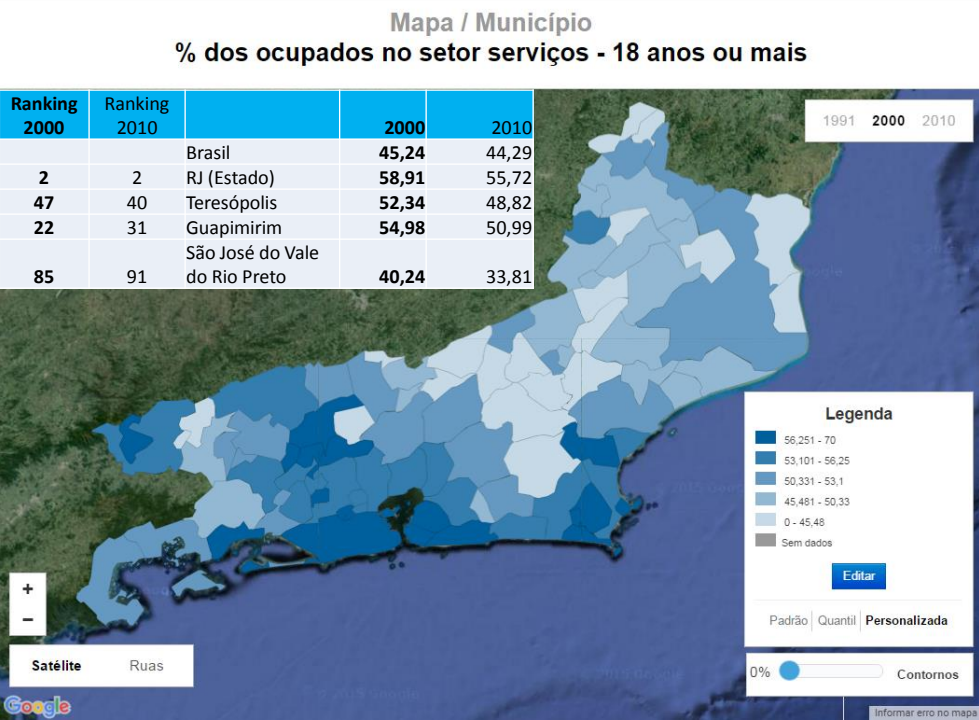 Mapa / Município
% dos ocupados no setor serviços - 18 anos ou mais
Ranking 2000 Ranking 2010 2000 2010
Brasil 45,24 44,29
2 2 RJ (Estado) 58,91 55,72
47 40 Teresópolis 52,34 48,82
22 31 Guapimirim 54,98 50,99
São José do Vale
85 91 do Rio Preto 40,24 33,81
1991 2000 2010
Legenda
56,251 - 70
53,101 - 56,25
50,331 - 53,1
45,481 - 50,33
0 - 45,48
Sem dados
Editar
Padrão Quantil Personalizada
0% Contornos
+
−
Satélite Ruas
Google
Informar erro no mapa